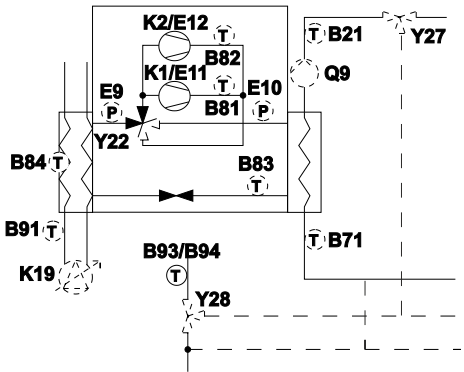 K2/E12
T
B82
T
B21
Y27
K1/E11
T
B81
E9
P
E10
P
Q9
Y22
B84
T
B83
T
B91
T
T
B71
K19
B93/B94
T
Y28